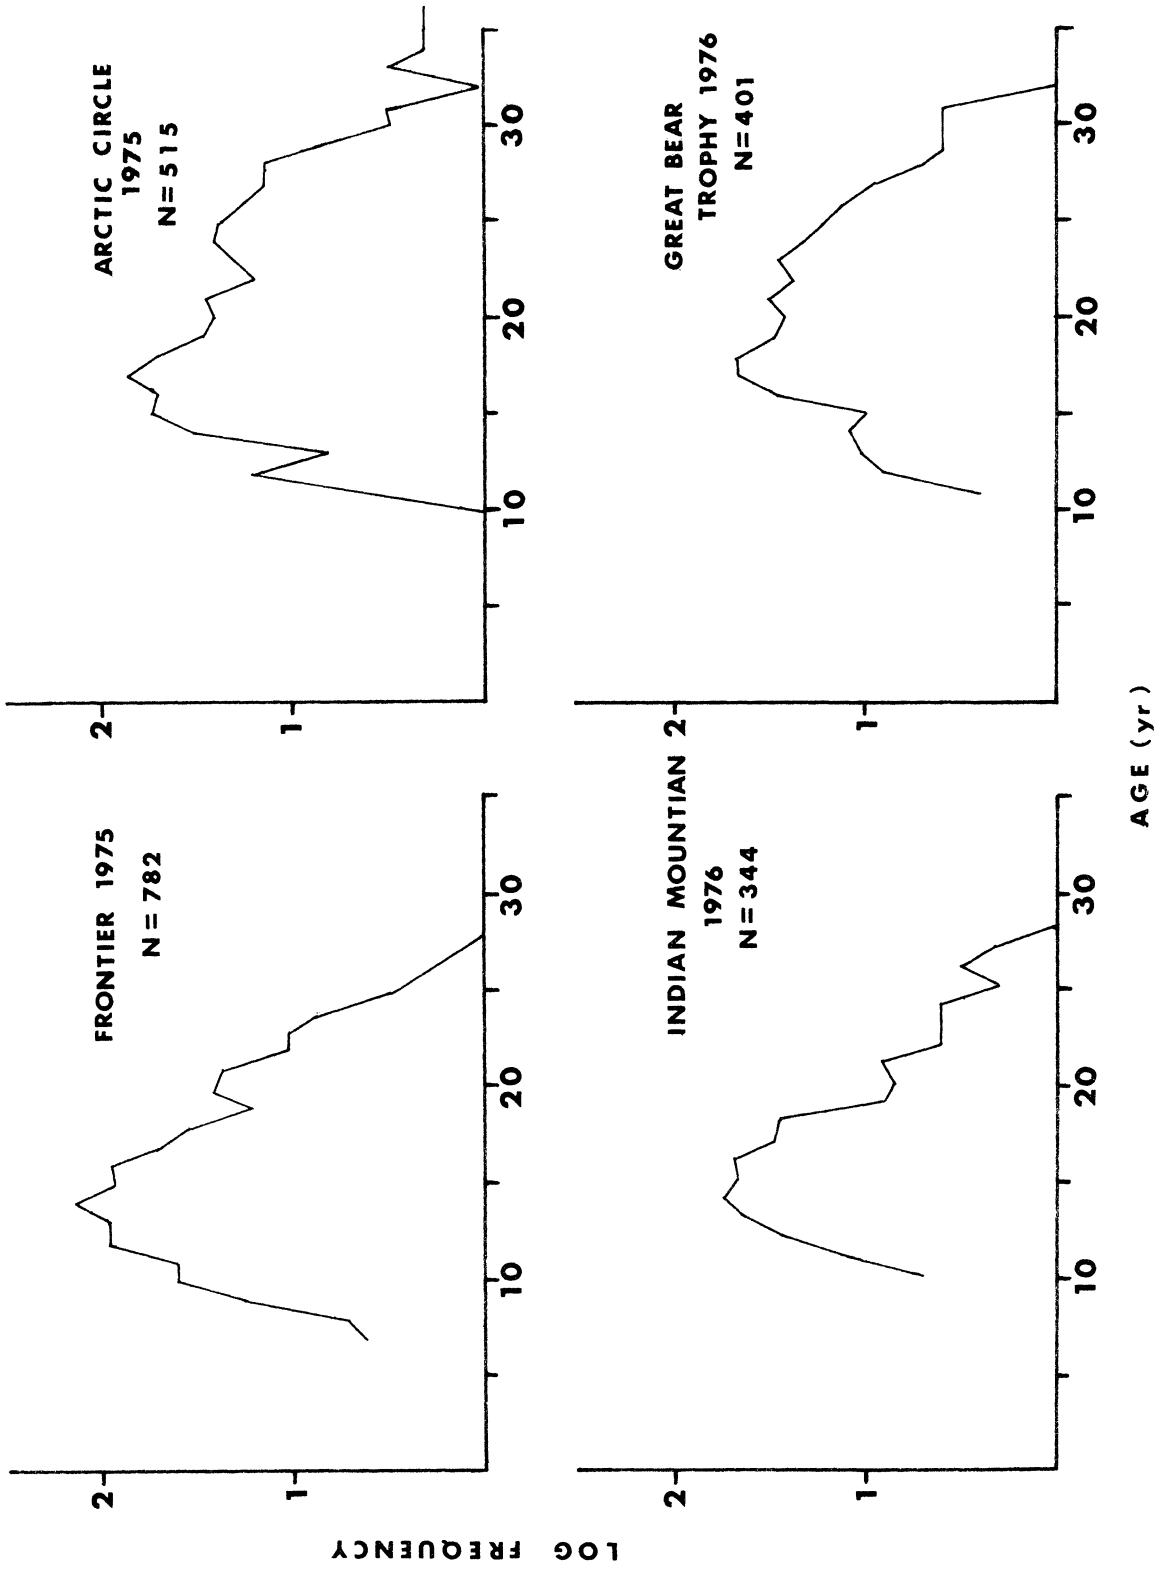 FRONTIER 1975
N=782
2
1
10
20
30
ARCTIC CIRCLE
1975
N=515
2
1
10
20
30
INDIAN MOUNTIAN
1976
N=344
2
1
10
20
30
GREAT BEAR
TROPHY 1976
N=401
2
1
10
20
30
LOG FREQUENCY
AGE (yr)